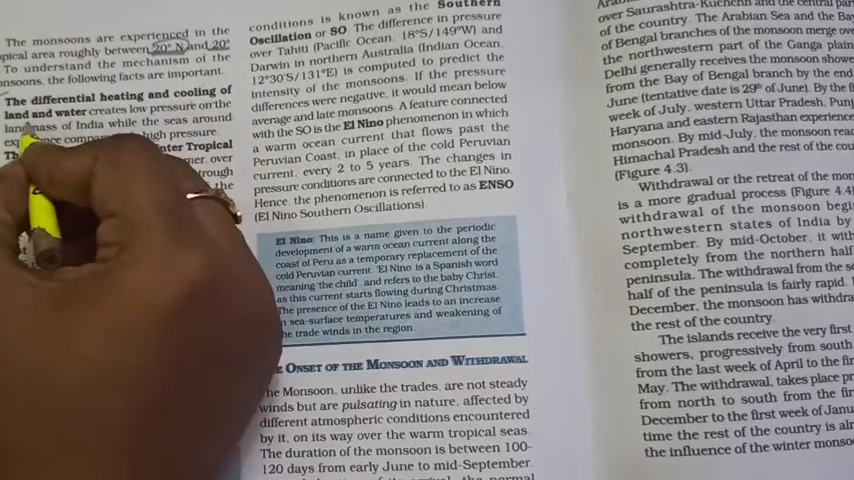 The monsoons are experienced in the
tropical area roughly between 20° N and 20°
To understand the mechanism of the
monsoons, the following facts are important.
The differential heating and cooling of
land and water creates low pressure on the
landmass of India while the seas around
high pressure.
Inter Tropical
over
the
conditions is known as the Southern
Oscillation or SO. The difference in pressure
over Tahiti (Pacific Ocean, 18°S/149°W) and
Darwin in northern Australia (Indian Ocean,
12°30'S/131°E) is computed to predict the
intensity of the monsoons. If the pressure
differences were negative, it would mean below
average and late monsoons. A feature connected
with the SO is the El Nino phenomenon in which
a warm ocean current that flows past the
Peruvian Coast, in place of the cold Peruvian
current, every 2 to 5 years. The changes in
pressure conditions are connected to the El Nino.
Hence, the phenomenon is referred to as ENSO
(El Nino Southern Oscillations).
El Nino: This is a name given to the periodic
development of a warm ocean current along the
coast of Peru as a temporary replacement of the
cold Peruvian current. 'El Nino' is a Spanish word
meaning 'the child', and refers to the baby Christ,
as this current starts flowing during Christmas.
The presence of the El Nino leads to an increase
in sea-surface temperatures and weakening of
the trade winds in the region.
ONSET OF THE MONSOON AND WITHDRAWAL
The Monsoon, unlike the trades, are not steady
winds but are pulsating in nature, affected by
different atmospheric conditions encountered
by it, on its way over the warm tropical seas.
The duration of the monsoon is between 100-
120 days from early June to mid-September.
the normal
over Saurashtra-Kuchchh and the central part
of the country. The Arabian Sea and the Bay
of Bengal branches of the monsoon merge over
the northwestern part of the Ganga plain
Delhi generally receives the monsoon showe
from the Bay of Bengal branch by the end
June (tentative date is 29th of June). By the fi
week of July, western Uttar Pradesh, Punj
Haryana and eastern Rajasthan experience
monsoon. By mid-July, the monsoon reac
Himachal Pradesh and the rest of the cou
(Figure 4.3).
Withdrawal or the retreat of the mon
is a more gradual process (Figure 4.4
withdrawal of the monsoon begins i
northwestern states of India by
September. By mid-October, it with
completely from the northern half
peninsula. The withdrawal from the so
half of the peninsula is fairly rapid.
December, the monsoon has withdra
the rest of the country.
The islands receive the very first
showers, progressively from south
from the last week of April to the first
May. The withdrawal, takes place pr
from north to south from the first
December to the first week of Janu
time the rest of the country is al
the influence of the winter monso